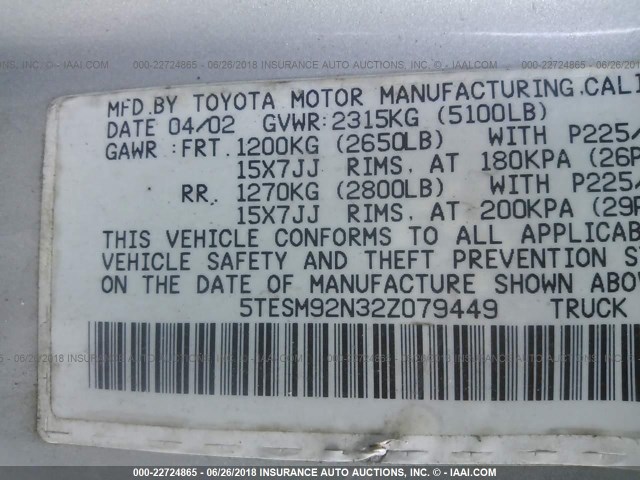 000-22724865 - 06/26/2018 INSURANCE AUTO AUCTIONS, INC. © - IAAI.COM
MFD.BY TOYOTA MOTOR MANUFACTURING.CALI
DATE 04/02 GVWR:2315KG (5100LB)
GAWR:FRT.1200KG (2650LB) WITH P225/
15X7JJ RIMS, AT 180KPA (26P
RR. 1270KG (2800LB) WITH P225/
15X7JJ RIMS, AT 200KPA (29P
THIS VEHICLE CONFORMS TO ALL APPLICAB
VEHICLE SAFETY AND THEFT PREVENTION S
ON THE DATE OF MANUFACTURE SHOWN ABOV
5TESM92N32Z079449 TRUCK
000-22724865 - 06/26/2018 INSURANCE AUTO AUCTIONS, INC. © - IAAI.COM